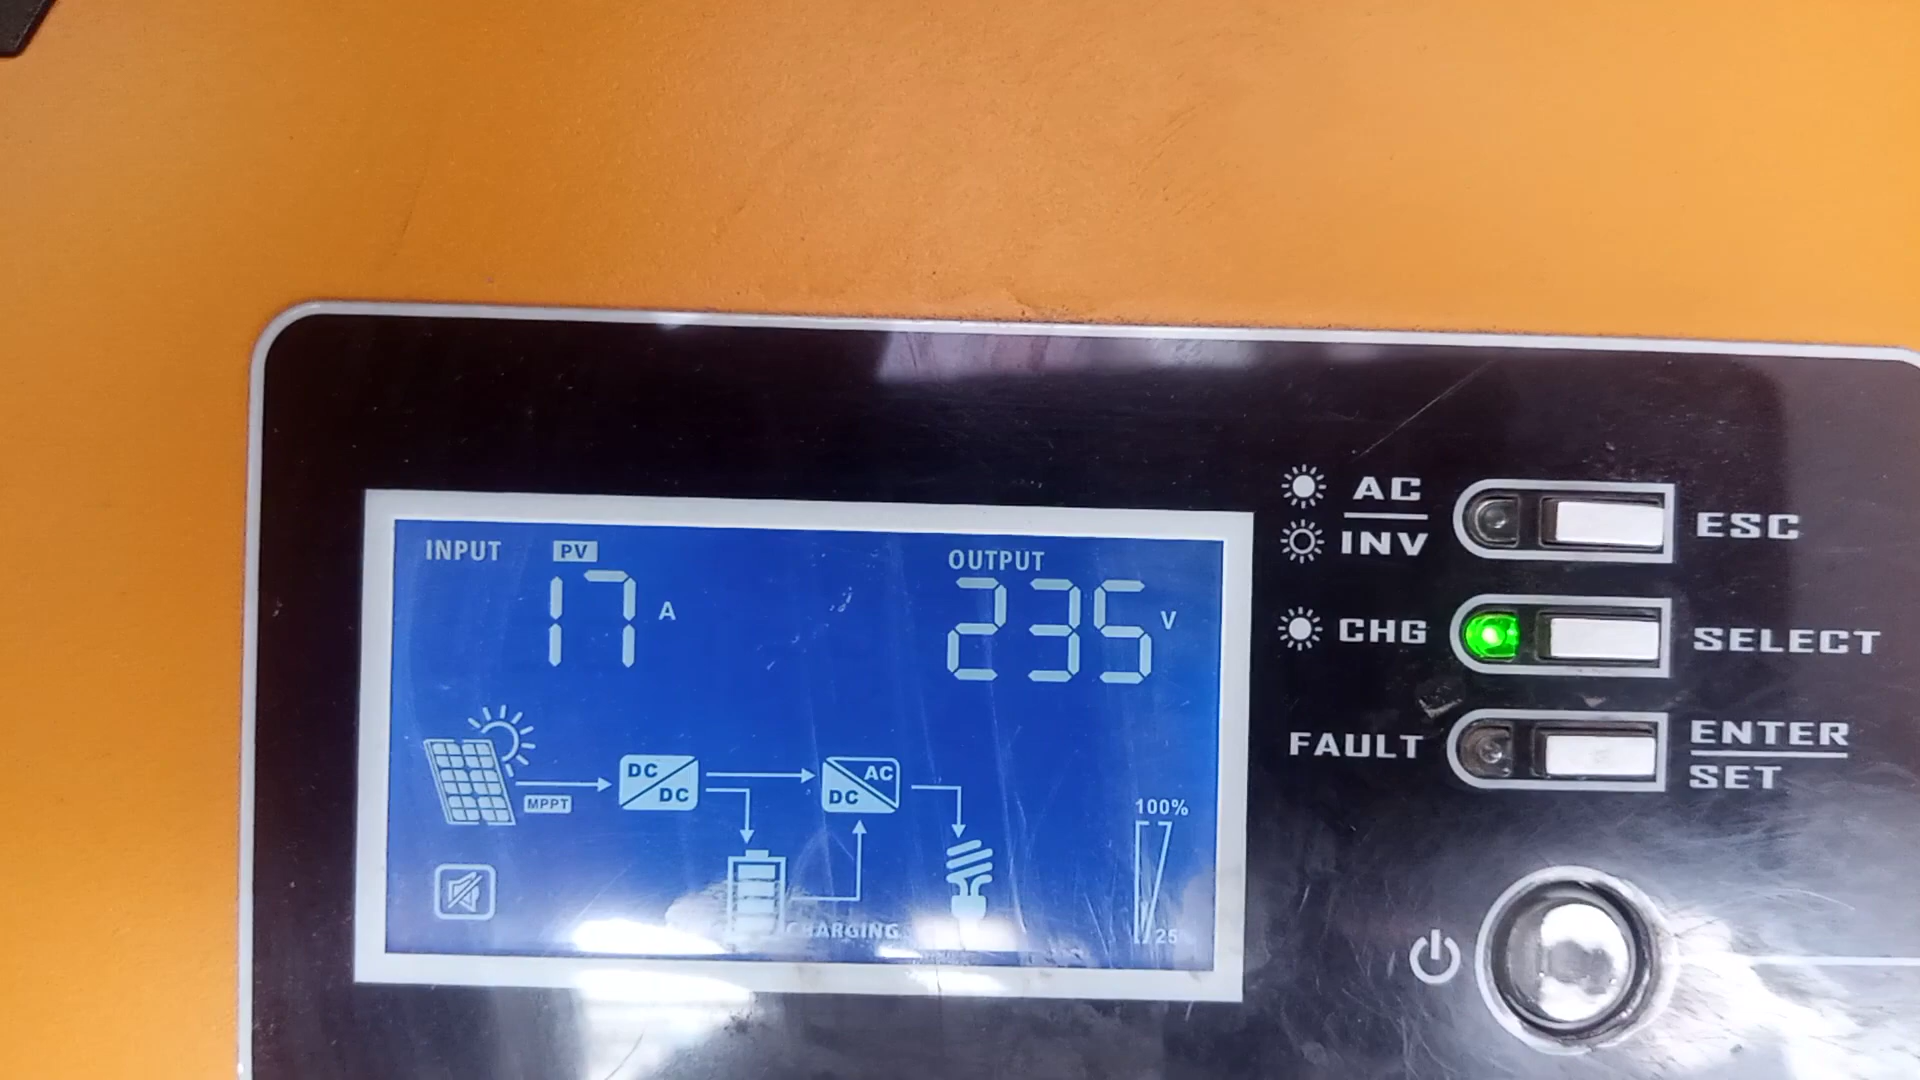 INPUT PV
17 A
OUTPUT
235 V
MPPT
DC
DC
AC
DC
CHARGING
100%
25
AC
INV
ESC
CHG
SELECT
FAULT
ENTER
SET